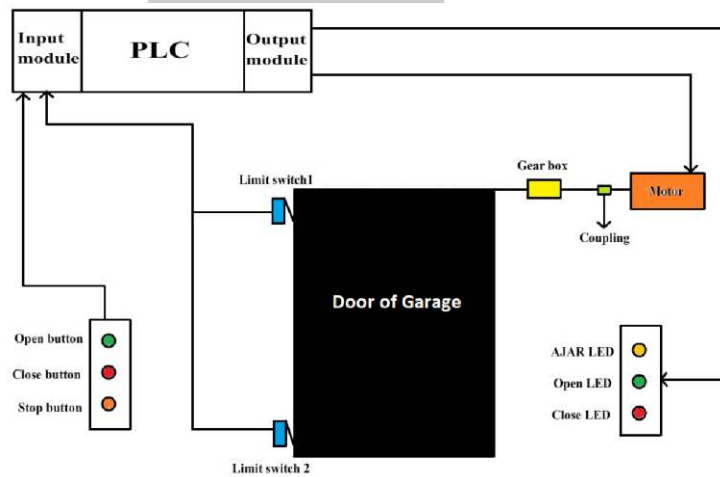 Input
module
PLC
Output
module
Gear box
Limit switch1
Motor
Coupling
Door of Garage
Open button
Close button
Stop button
AJAR LED
Open LED
Close LED
Limit switch 2